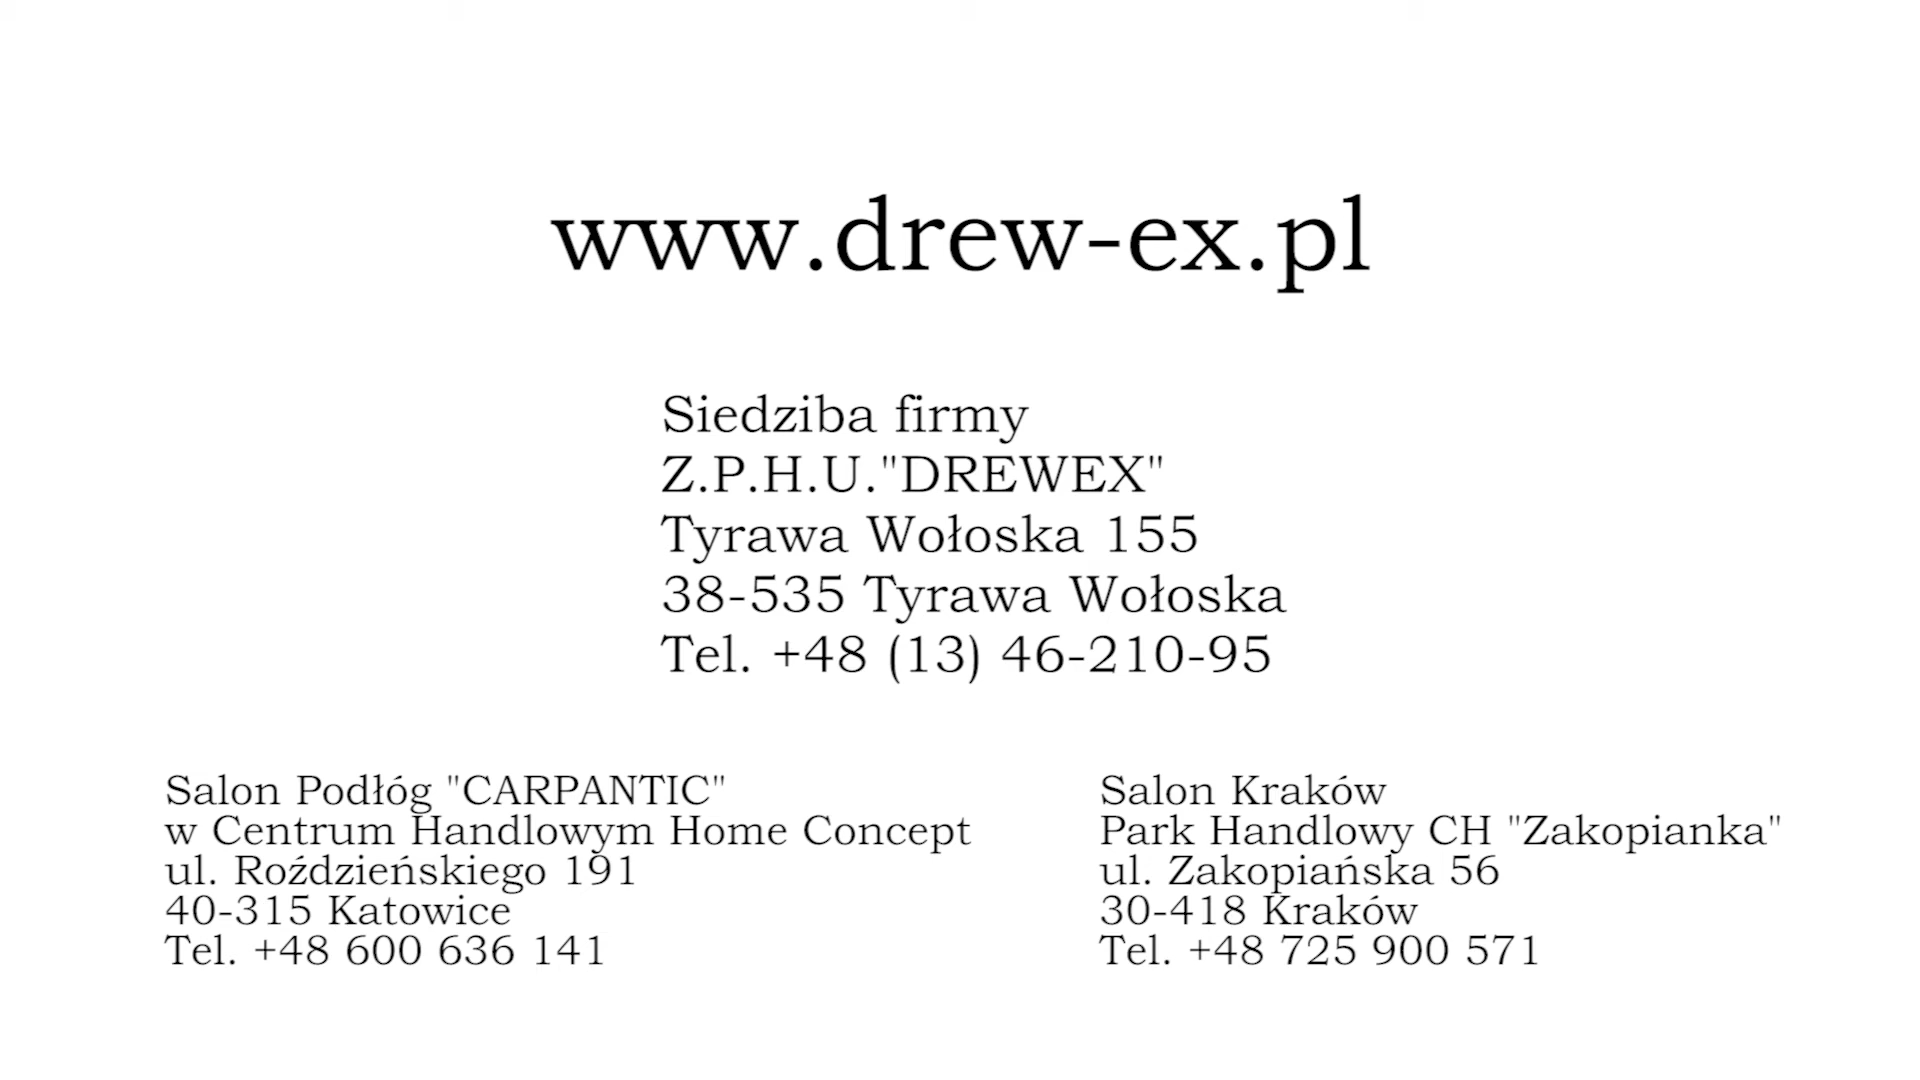 www.drew-ex.pl
Siedziba firmy
Z.P.H.U."DREWEX"
Tyrawa Wołoska 155
38-535 Tyrawa Wołoska
Tel. +48 (13) 46-210-95
Salon Podłóg "CARPANTIC"
w Centrum Handlowym Home Concept
ul. Roździeńskiego 191
40-315 Katowice
Tel. +48 600 636 141
Salon Kraków
Park Handlowy CH "Zakopianka"
ul. Zakopiańska 56
30-418 Kraków
Tel. +48 725 900 571